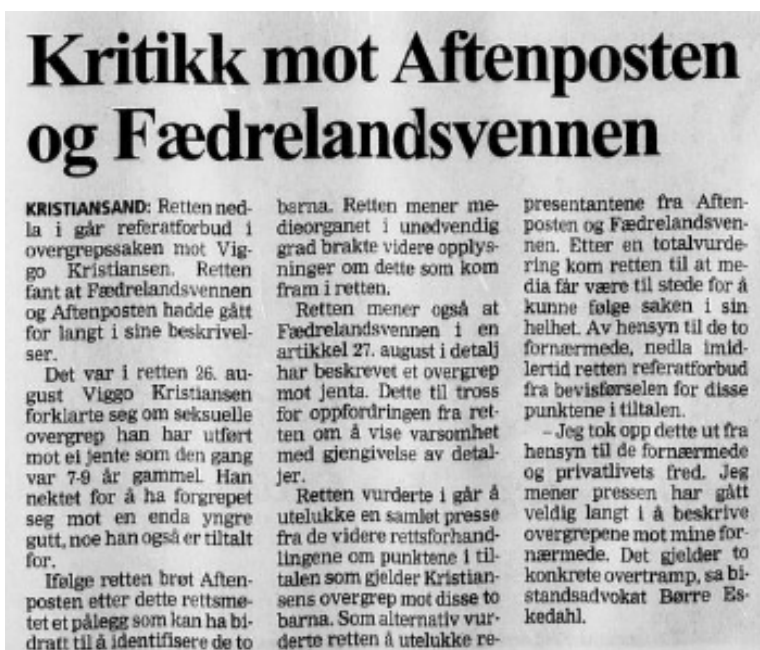 Kritikk mot Aftenposten
og Fædrelandsvennen
KRISTIANSAND: Retten ned-
la i går referatforbud i
overgrepssaken mot Vig-
go Kristiansen. Retten
fant at Fædrelandsvennen
og Aftenposten hadde gått
for langt i sine beskrivel-
ser.
Det var i retten 26. au-
gust Viggo Kristiansen
forklarte seg om seksuelle
overgrep han har utført
mot ei jente som den gang
var 7-9 år gammel. Han
nektet for å ha forgrepet
seg mot en enda yngre
gutt, noe han også er tiltalt
for.
Ifølge retten brøt Aften-
posten etter dette rettsmø-
tet et pålegg som kan ha bi-
dratt til å identifisere de to
barna. Retten mener me-
dieorganet i unødvendig
grad brakte videre opplys-
ninger om dette som kom
fram i retten.
Retten mener også at
Fædrelandsvennen i en
artikkel 27. august i detalj
har beskrevet et overgrep
mot jenta. Dette til tross
for oppfordringen fra ret-
ten om å vise varsomhet
med gjengivelse av detal-
jer.
Retten vurderte i går å
utelukke en samlet presse
fra de videre rettsforhand-
lingene om punktene i til-
talen som gjelder Kristian-
sens overgrep mot disse to
barna. Som alternativ vur-
derte retten å utelukke re-
presentantene fra Aften-
posten og Fædrelandsven-
nen. Etter en totalvurde-
ring kom retten til at me-
dia får være til stede for å
kunne følge saken i sin
helhet. Av hensyn til de to
fornærmede, nedla imid-
lertid retten referatforbud
fra bevisførselen for disse
punktene i tiltalen.
– Jeg tok opp dette ut fra
hensyn til de fornærmede
og privatlivets fred. Jeg
mener pressen har gått
veldig langt i å beskrive
overgrepene mot mine for-
nærmede. Det gjelder to
konkrete overtramp, sa bi-
standsadvokat Børre Es-
kedahl.